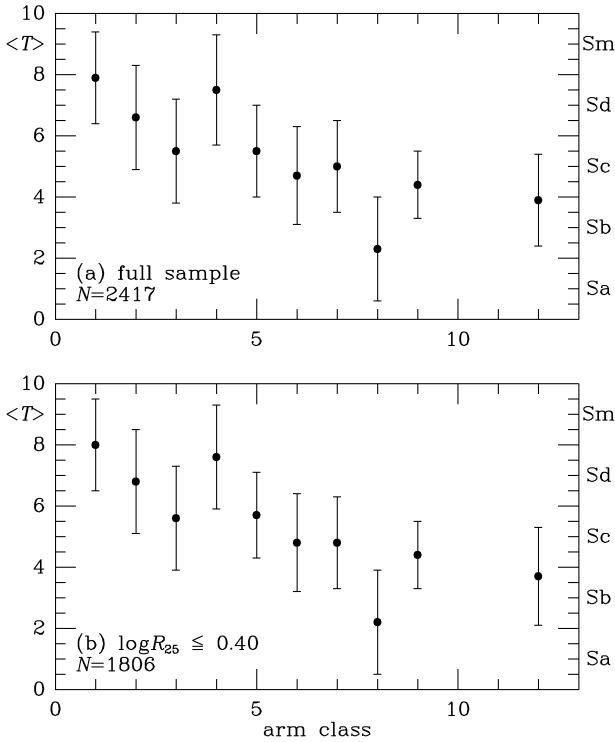 10
<T>
8
6
4
2
0
Sm
Sd
Sc
Sb
Sa
(a) full sample
N=2417
0
5
10
10
<T>
8
6
4
2
0
Sm
Sd
Sc
Sb
Sa
(b) logR25 ≦ 0.40
N=1806
0
5
10
arm class